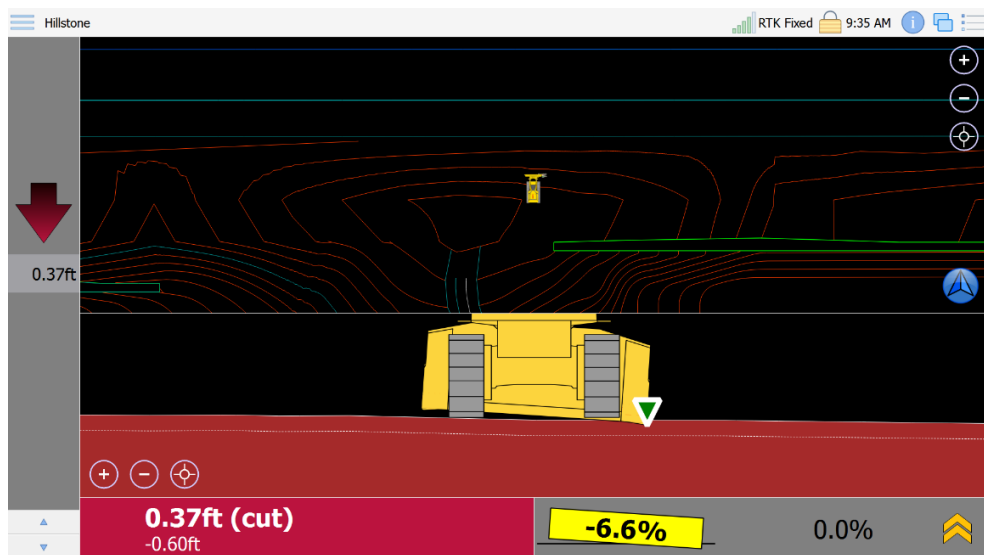 Hillstone
RTK Fixed 9:35 AM
0.37ft
0.37ft (cut)
-0.60ft
-6.6%
0.0%